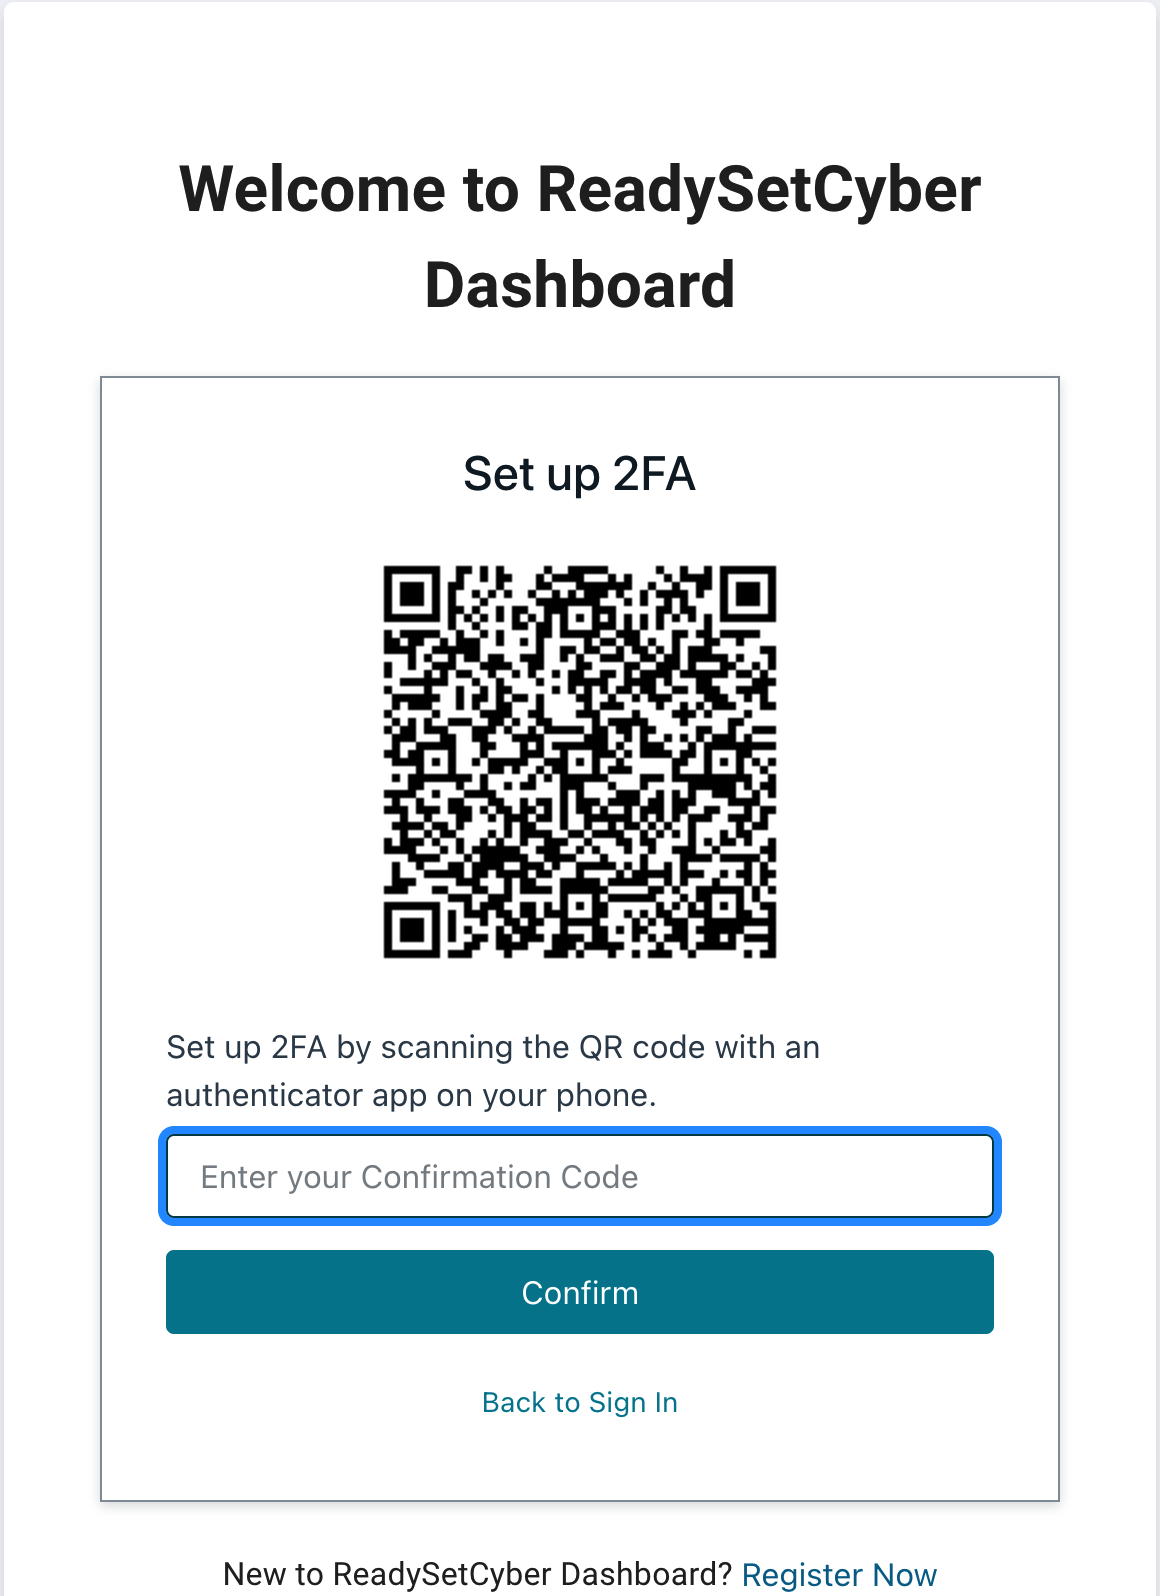 Welcome to ReadySetCyber
Dashboard
Set up 2FA
Set up 2FA by scanning the QR code with an
authenticator app on your phone.
Enter your Confirmation Code
Confirm
Back to Sign In
New to ReadySetCyber Dashboard? Register Now